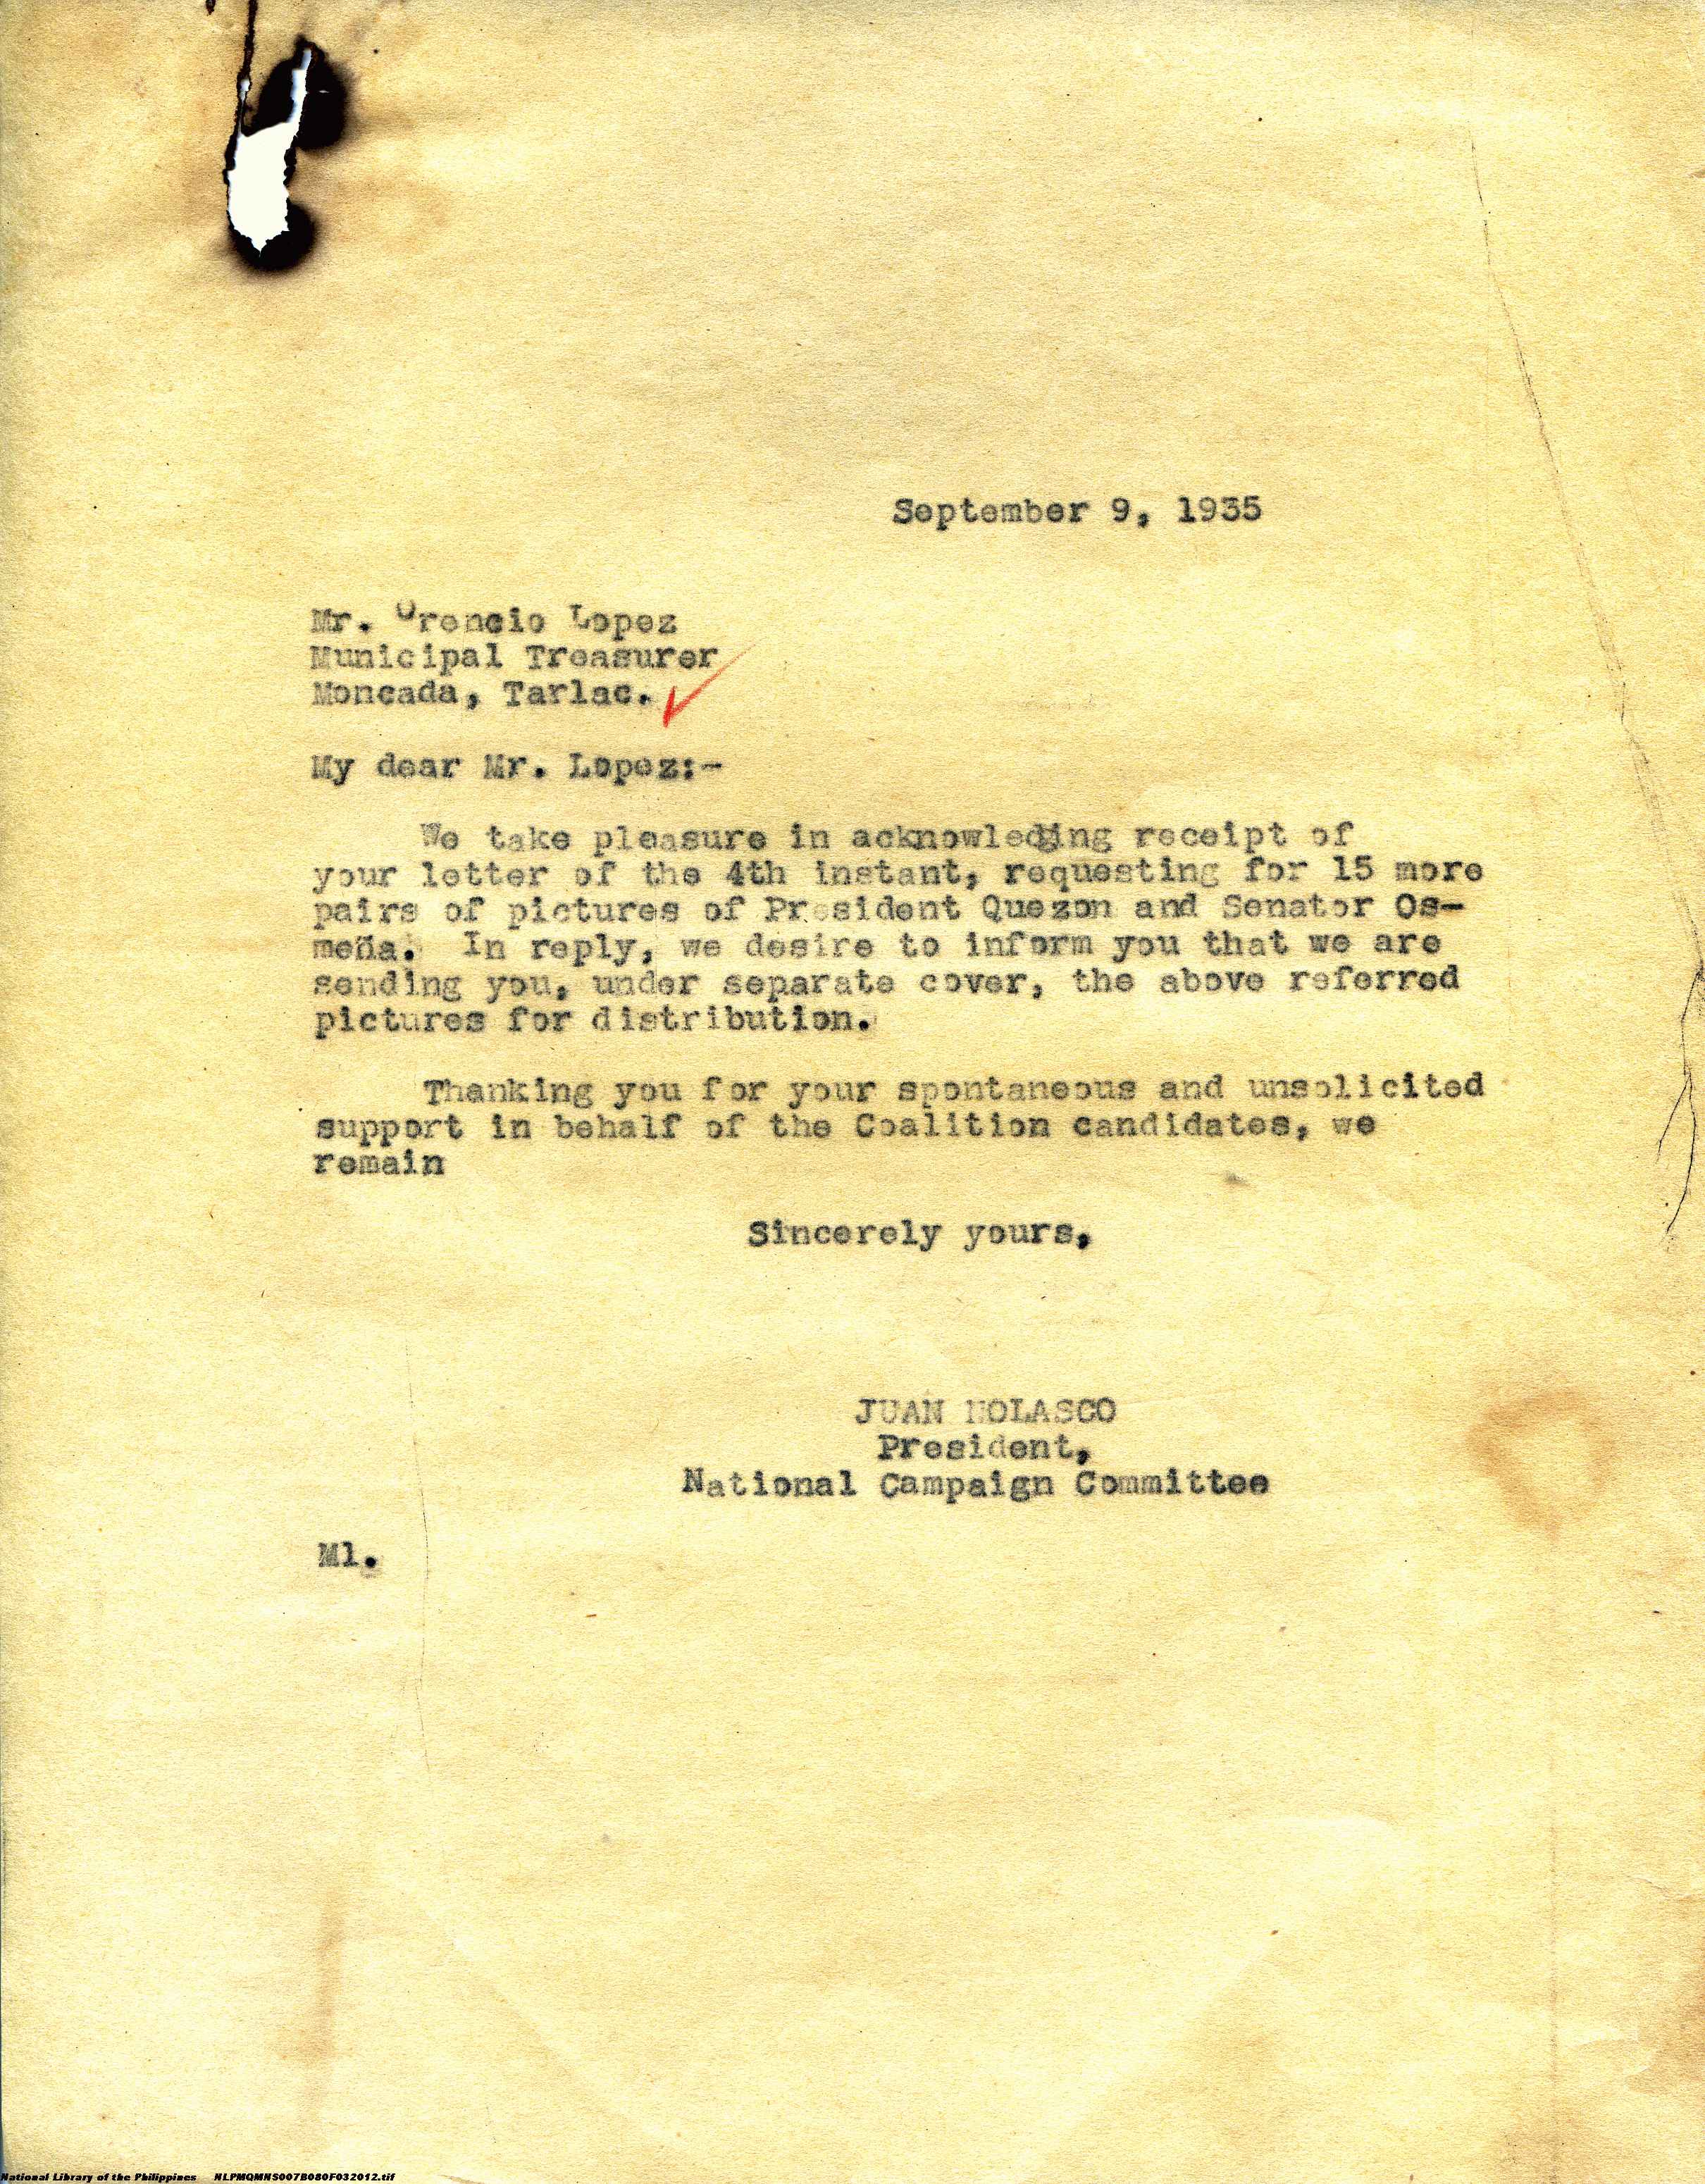 September 9, 1935
Mr. Orencio Lopez
Municipal Treasurer
Moncada, Tarlac.
My dear Mr. Lopez:-
We take pleasure in acknowledging receipt of
your letter of the 4th instant, requesting for 15 more
pairs of pictures of President Quezon and Senator Os-
meña. In reply, we desire to inform you that we are
sending you, under separate cover, the above referred
pictures for distribution.
Thanking you for your spontaneous and unsolicited
support in behalf of the Coalition candidates, we
remain
Sincerely yours,
JUAN NOLASCO
President,
National Campaign Committee
Ml.
National Library of the Philippines NLPMQMNS007B080F032012.tif